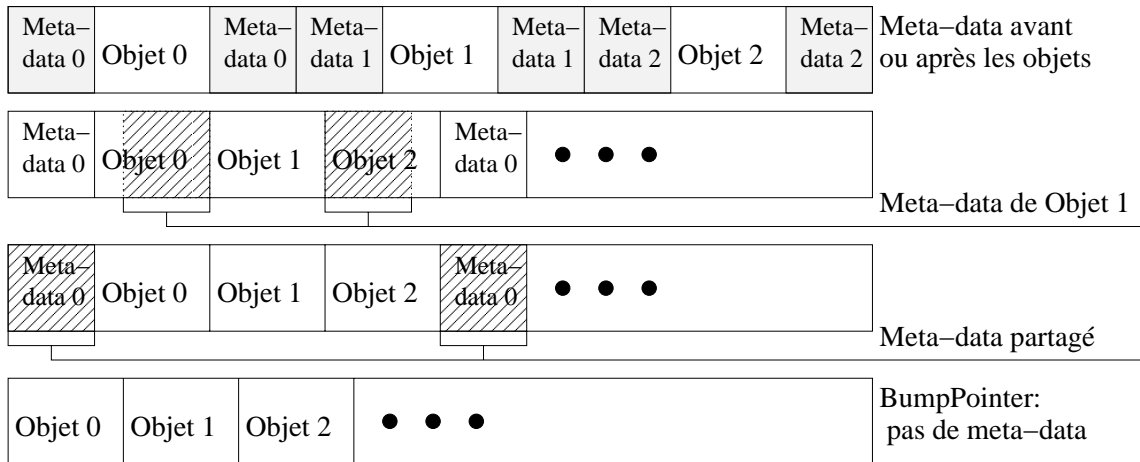 Meta–
data 0
Objet 0
Meta–
data 0
Meta–
data 1
Objet 1
Meta–
data 1
Meta–
data 2
Objet 2
Meta–
data 2
Meta–data avant
ou après les objets
Meta–
data 0
Objet 0
Objet 1
Objet 2
Meta–
data 0
Meta–data de Objet 1
Meta–
data 0
Objet 0
Objet 1
Objet 2
Meta–
data 0
Meta–data partagé
Objet 0
Objet 1
Objet 2
BumpPointer:
pas de meta–data